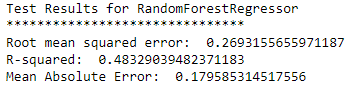 Test Results for RandomForestRegressor
******************************
Root mean squared error:  0.2693155655971187
R-squared:  0.48329039482371183
Mean Absolute Error:  0.179585314517556